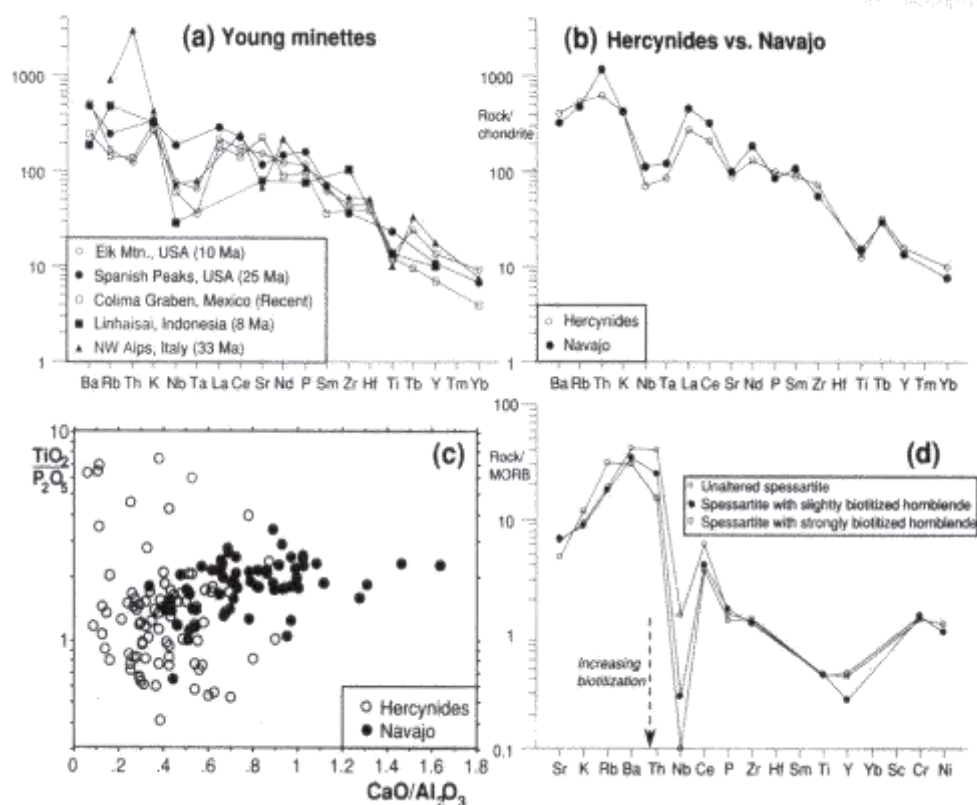 (a) Young minettes
1000
100
10
1
Elk Mtn., USA (10 Ma)
Spanish Peaks, USA (25 Ma)
Colima Graben, Mexico (Recent)
Linhaisai, Indonesia (8 Ma)
NW Alps, Italy (33 Ma)
Ba Rb Th K Nb Ta La Ce Sr Nd P Sm Zr Hf Ti Tb Y Tm Yb
(b) Hercynides vs. Navajo
1000
Rock/
chondrite
100
10
1
Hercynides
Navajo
Ba Rb Th K Nb Ta La Ce Sr Nd P Sm Zr Hf Ti Tb Y Tm Yb
(c)
10
TiO2
P2O5
1
Hercynides
Navajo
0 .2 .4 .6 .8 1 1.2 1.4 1.6 1.8
CaO/Al2O3
(d)
100
Rock/
MORB
10
1
0.1
Unaltered spessartite
Spessartite with slightly biotitized hornblende
Spessartite with strongly biotitized hornblende
Increasing
biotitization
Sr K Rb Ba Th Nb Ce P Zr Hf Sm Ti Y Yb Sc Cr Ni